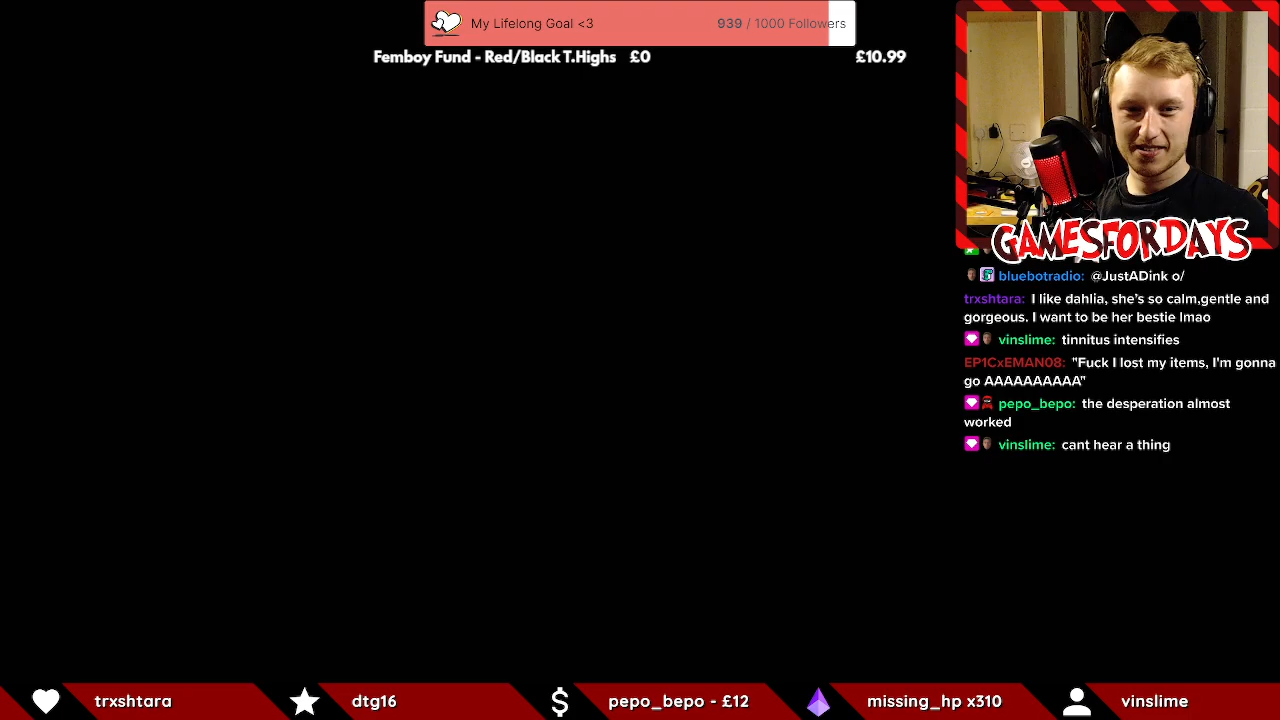 My Lifelong Goal <3 939 / 1000 Followers
Femboy Fund - Red/Black T.Highs £0 £10.99
GAMESFORDAYS
bluebotradio: @JustADink o/
trxshtara: I like dahlia, she's so calm,gentle and
gorgeous. I want to be her bestie lmao
vinslime: tinnitus intensifies
EP1CxEMAN08: "Fuck I lost my items, I'm gonna
go AAAAAAAAAA"
pepo_bepo: the desperation almost
worked
vinslime: cant hear a thing
trxshtara dtg16 pepo_bepo - £12 missing_hp x310 vinslime